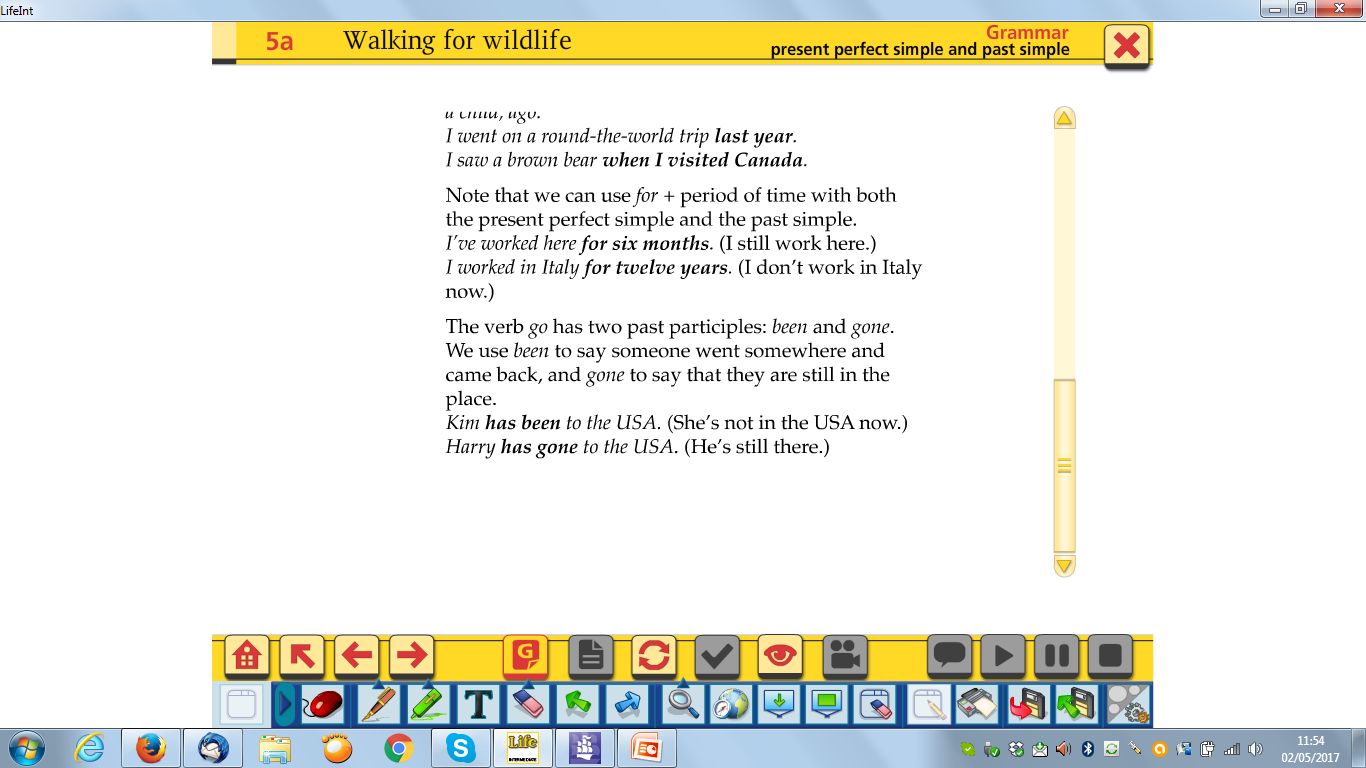 LifeInt
5a Walking for wildlife
Grammar
present perfect simple and past simple
a child, ago.
I went on a round-the-world trip last year.
I saw a brown bear when I visited Canada.
Note that we can use for + period of time with both
the present perfect simple and the past simple.
I've worked here for six months. (I still work here.)
I worked in Italy for twelve years. (I don't work in Italy
now.)
The verb go has two past participles: been and gone.
We use been to say someone went somewhere and
came back, and gone to say that they are still in the
place.
Kim has been to the USA. (She's not in the USA now.)
Harry has gone to the USA. (He's still there.)
G
T
Life
INTERMEDIATE
11:54
02/05/2017